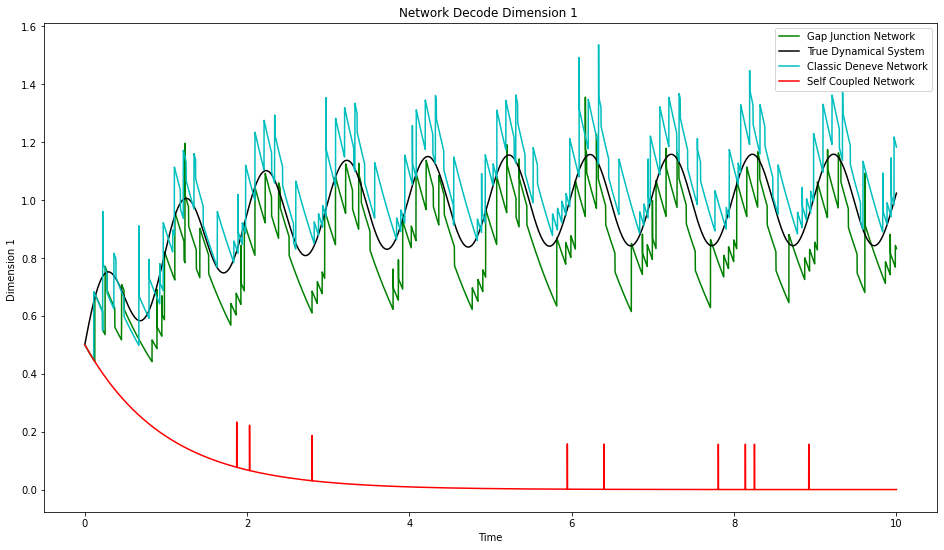 Network Decode Dimension 1
Gap Junction Network
True Dynamical System
Classic Deneve Network
Self Coupled Network
1.6
1.4
1.2
1.0
0.8
0.6
0.4
0.2
0.0
Dimension 1
0 2 4 6 8 10
Time